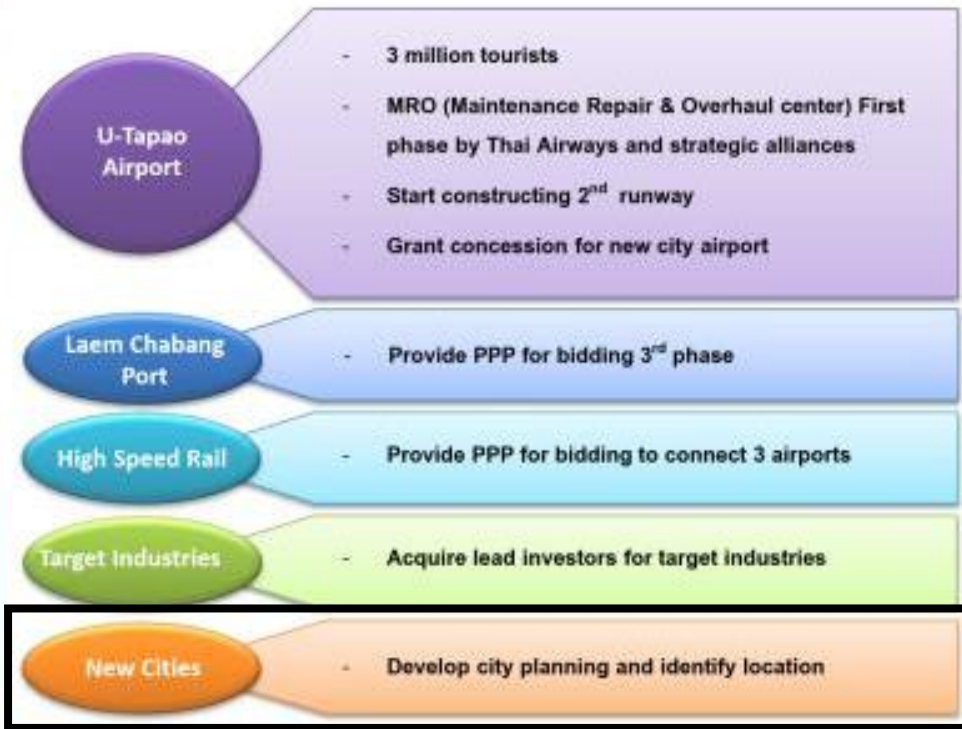 U-Tapao
Airport
- 3 million tourists
- MRO (Maintenance Repair & Overhaul center) First
phase by Thai Airways and strategic alliances
- Start constructing 2nd runway
- Grant concession for new city airport
Laem Chabang
Port
- Provide PPP for bidding 3rd phase
High Speed Rail
- Provide PPP for bidding to connect 3 airports
Target Industries
- Acquire lead investors for target industries
New Cities
- Develop city planning and identify location